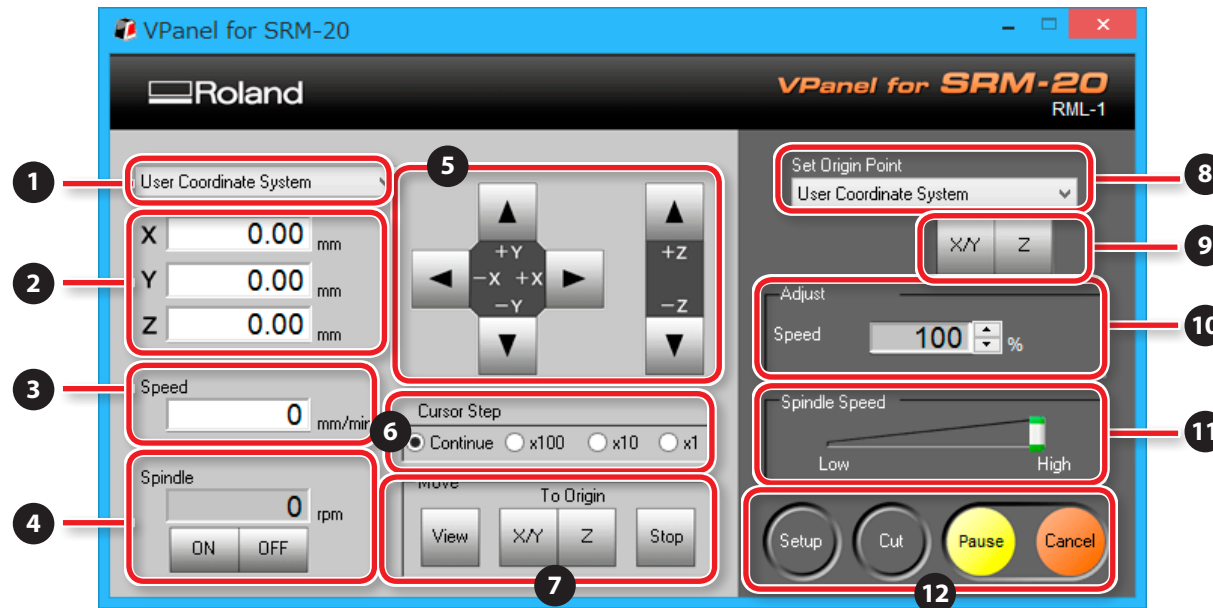 VPanel for SRM-20
Roland
VPanel for SRM-20
RML-1
1
User Coordinate System
2
X 0.00 mm
Y 0.00 mm
Z 0.00 mm
3
Speed
0 mm/min
4
Spindle
0 rpm
ON OFF
5
+Y
-X +X
-Y
+Z
-Z
6
Cursor Step
Continue x100 x10 x1
Move
To Origin
View X/Y Z Stop
7
8
Set Origin Point
User Coordinate System
9
X/Y Z
10
Adjust
Speed 100 %
11
Spindle Speed
Low High
Setup Cut Pause Cancel
12